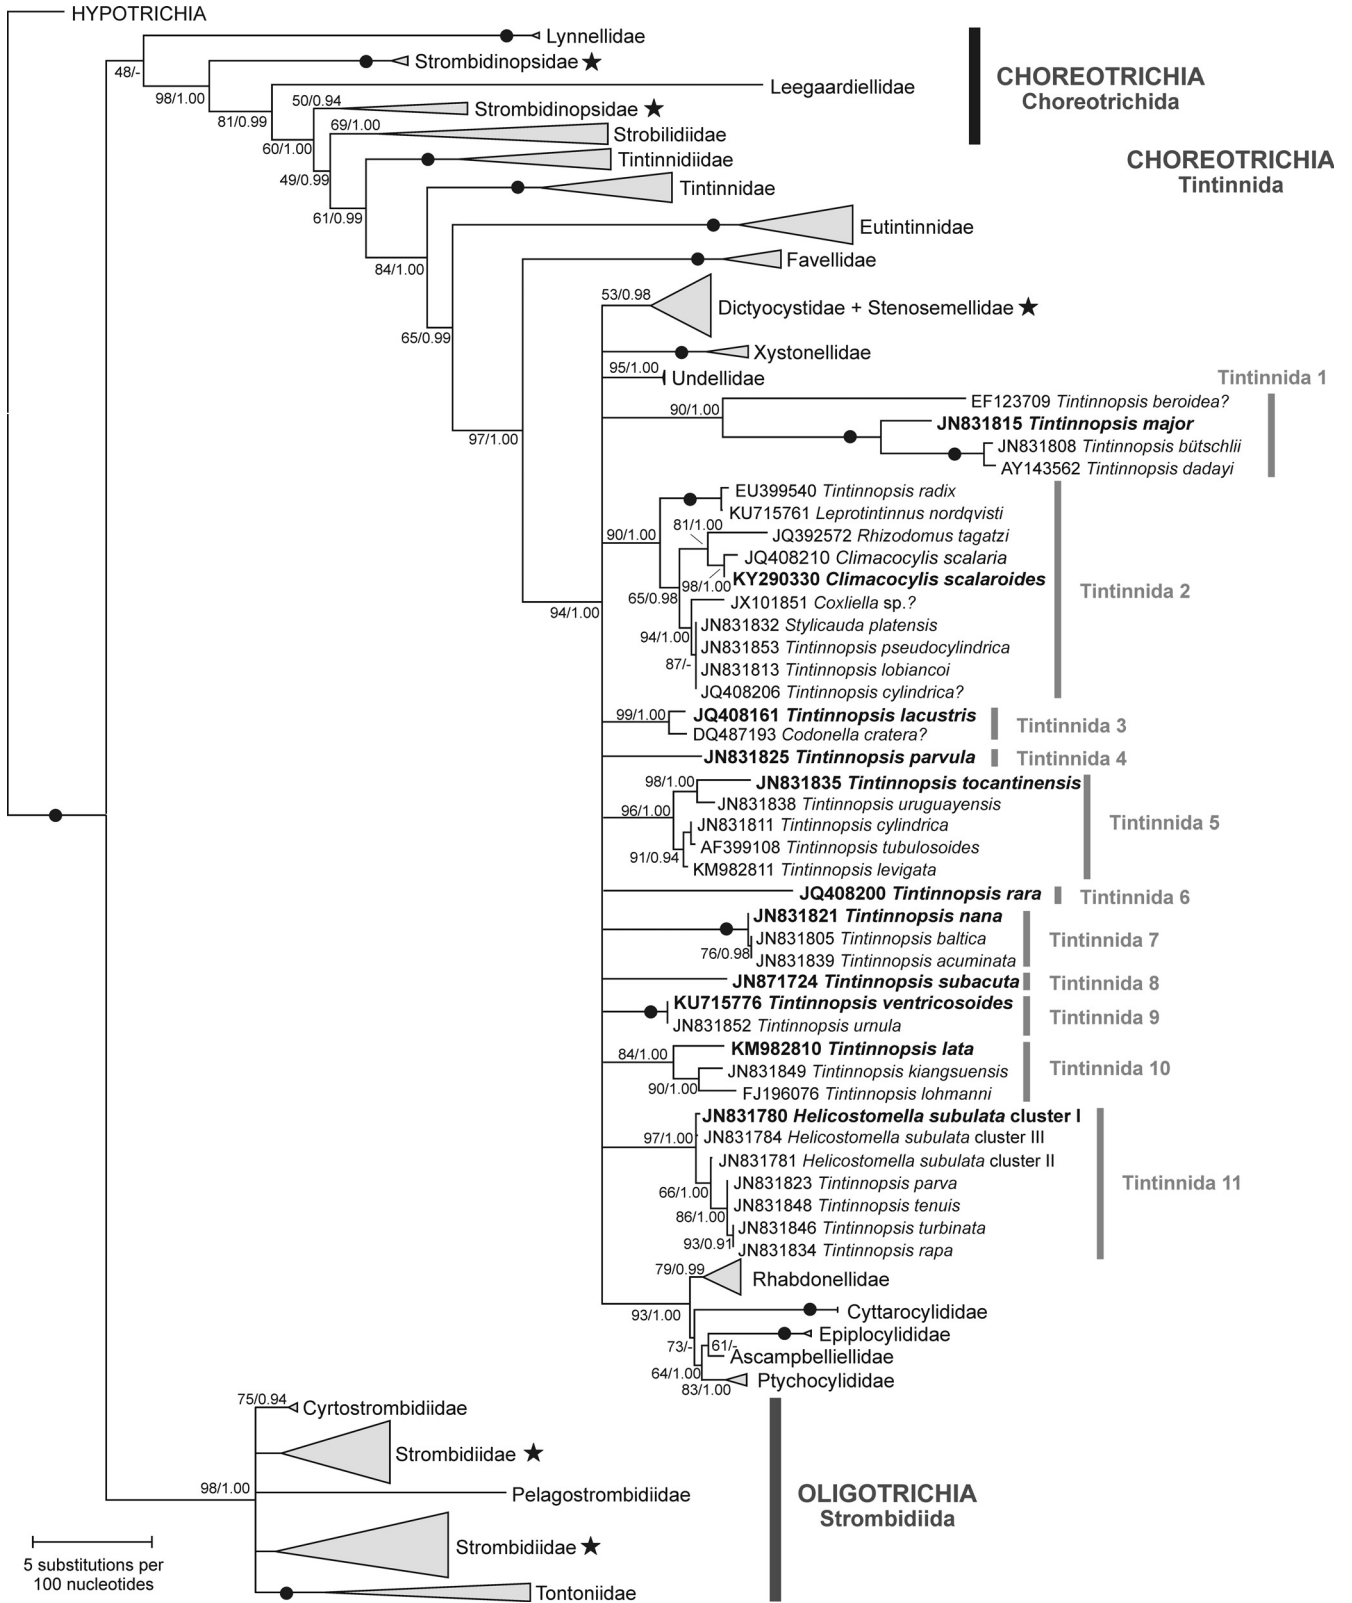 HYPOTRICHIA
Lynnellidae
48/-
Strombidinopsidae ★
CHOREOTRICHIA
Choreotrichida
98/1.00
Leegaardiellidae
81/0.99
50/0.94
Strombidinopsidae ★
60/1.00
69/1.00
Strobilidiidae
49/0.99
Tintinnidiidae
CHOREOTRICHIA
Tintinnida
61/0.99
Tintinnidae
84/1.00
Eutintinnidae
65/0.99
Favellidae
97/1.00
53/0.98
Dictyocystidae + Stenosemellidae ★
Xystonellidae
95/1.00
Undellidae
Tintinnida 1
90/1.00
EF123709 Tintinnopsis beroidea?
JN831815 Tintinnopsis major
JN831808 Tintinnopsis bütschlii
AY143562 Tintinnopsis dadayi
94/1.00
90/1.00
EU399540 Tintinnopsis radix
KU715761 Leprotintinnus nordqvisti
81/1.00
JQ392572 Rhizodomus tagatzi
JQ408210 Climacocylis scalaria
98/1.00
KY290330 Climacocylis scalaroides
65/0.98
JX101851 Coxliella sp.?
94/1.00
JN831832 Stylicauda platensis
JN831853 Tintinnopsis pseudocylindrica
87/-
JN831813 Tintinnopsis lobiancoi
JQ408206 Tintinnopsis cylindrica?
Tintinnida 2
99/1.00
JQ408161 Tintinnopsis lacustris
DQ487193 Codonella cratera?
Tintinnida 3
JN831825 Tintinnopsis parvula
Tintinnida 4
96/1.00
98/1.00
JN831835 Tintinnopsis tocantinensis
JN831838 Tintinnopsis uruguayensis
JN831811 Tintinnopsis cylindrica
91/0.94
AF399108 Tintinnopsis tubulosoides
KM982811 Tintinnopsis levigata
Tintinnida 5
JQ408200 Tintinnopsis rara
Tintinnida 6
JN831821 Tintinnopsis nana
76/0.98
JN831805 Tintinnopsis baltica
JN831839 Tintinnopsis acuminata
Tintinnida 7
JN871724 Tintinnopsis subacuta
Tintinnida 8
KU715776 Tintinnopsis ventricosoides
JN831852 Tintinnopsis urnula
Tintinnida 9
84/1.00
KM982810 Tintinnopsis lata
JN831849 Tintinnopsis kiangsuensis
90/1.00
FJ196076 Tintinnopsis lohmanni
Tintinnida 10
JN831780 Helicostomella subulata cluster I
97/1.00
JN831784 Helicostomella subulata cluster III
JN831781 Helicostomella subulata cluster II
66/1.00
JN831823 Tintinnopsis parva
86/1.00
JN831848 Tintinnopsis tenuis
JN831846 Tintinnopsis turbinata
93/0.91
JN831834 Tintinnopsis rapa
Tintinnida 11
79/0.99
Rhabdonellidae
93/1.00
Cyttarocylididae
73/-
Epiplocylididae
61/-
Ascampbelliellidae
64/1.00
83/1.00
Ptychocylididae
75/0.94
Cyrtostrombidiidae
Strombidiidae ★
98/1.00
Pelagostrombidiidae
OLIGOTRICHIA
Strombidiida
Strombidiidae ★
Tontoniidae
5 substitutions per
100 nucleotides